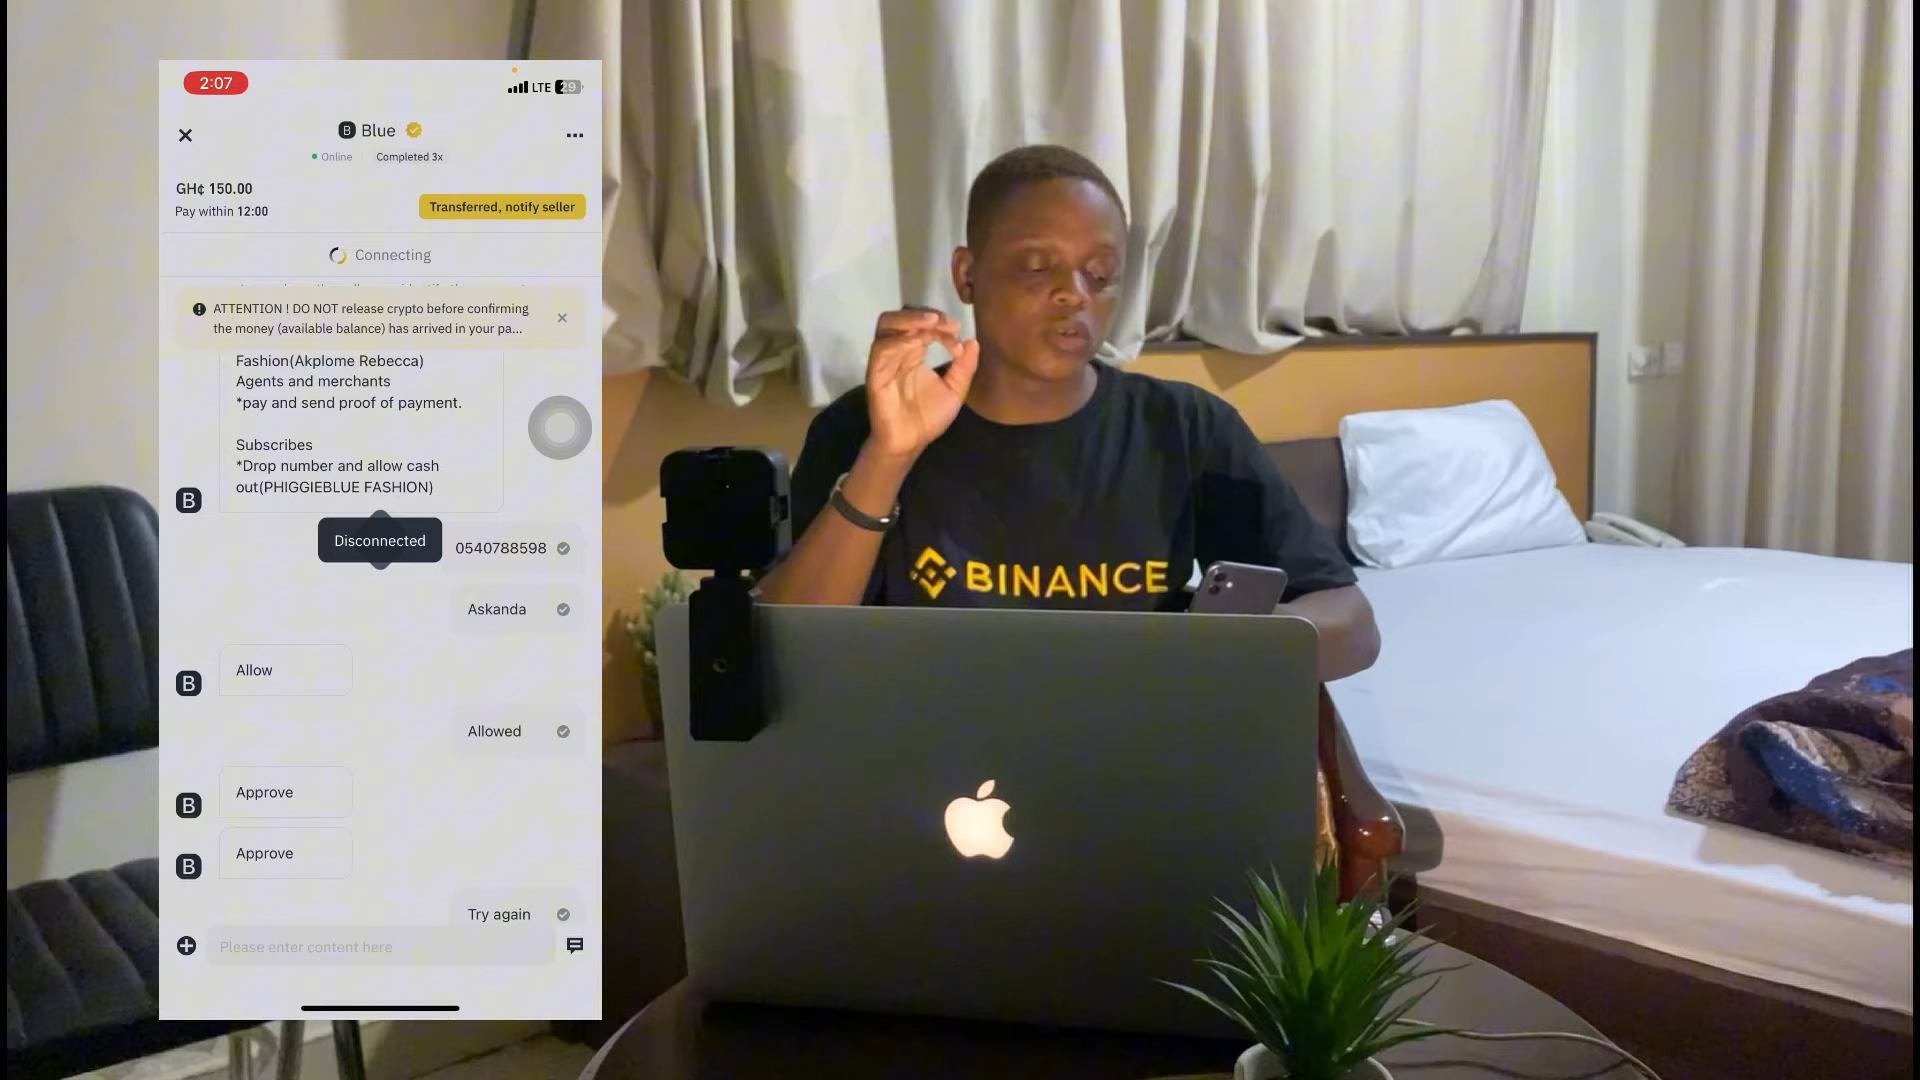 2:07
LTE 29
B Blue
Online Completed 3x
GH¢ 150.00
Pay within 12:00
Transferred, notify seller
Connecting
ATTENTION ! DO NOT release crypto before confirming
the money (available balance) has arrived in your pa...
Fashion(Akplome Rebecca)
Agents and merchants
*pay and send proof of payment.
Subscribes
*Drop number and allow cash
out(PHIGGIEBLUE FASHION)
B
Disconnected
0540788598
Askanda
Allow
B
Allowed
Approve
B
Approve
B
Try again
Please enter content here
BINANCE